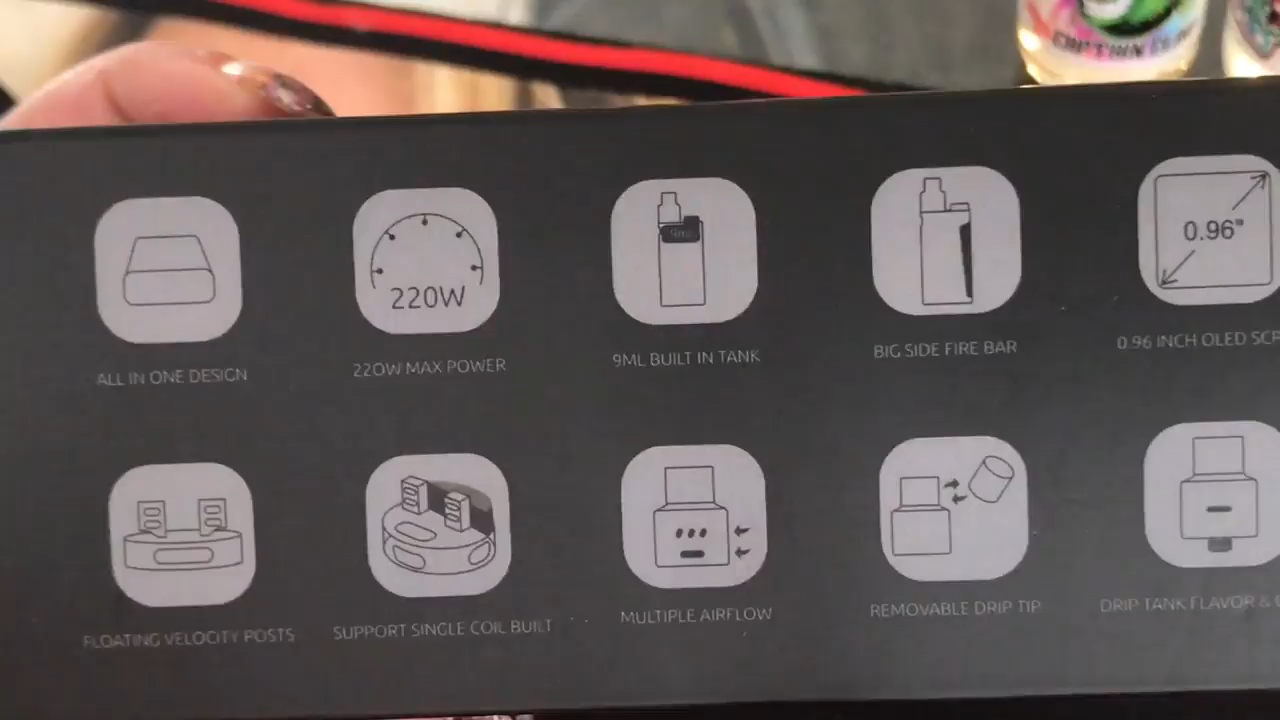 220W
9ml
0.96"
ALL IN ONE DESIGN
220W MAX POWER
9ML BUILT IN TANK
BIG SIDE FIRE BAR
0.96 INCH OLED
FLOATING VELOCITY POSTS
SUPPORT SINGLE COIL BUILT
MULTIPLE AIRFLOW
REMOVABLE DRIP TIP
DRIP TANK FLAVOR &